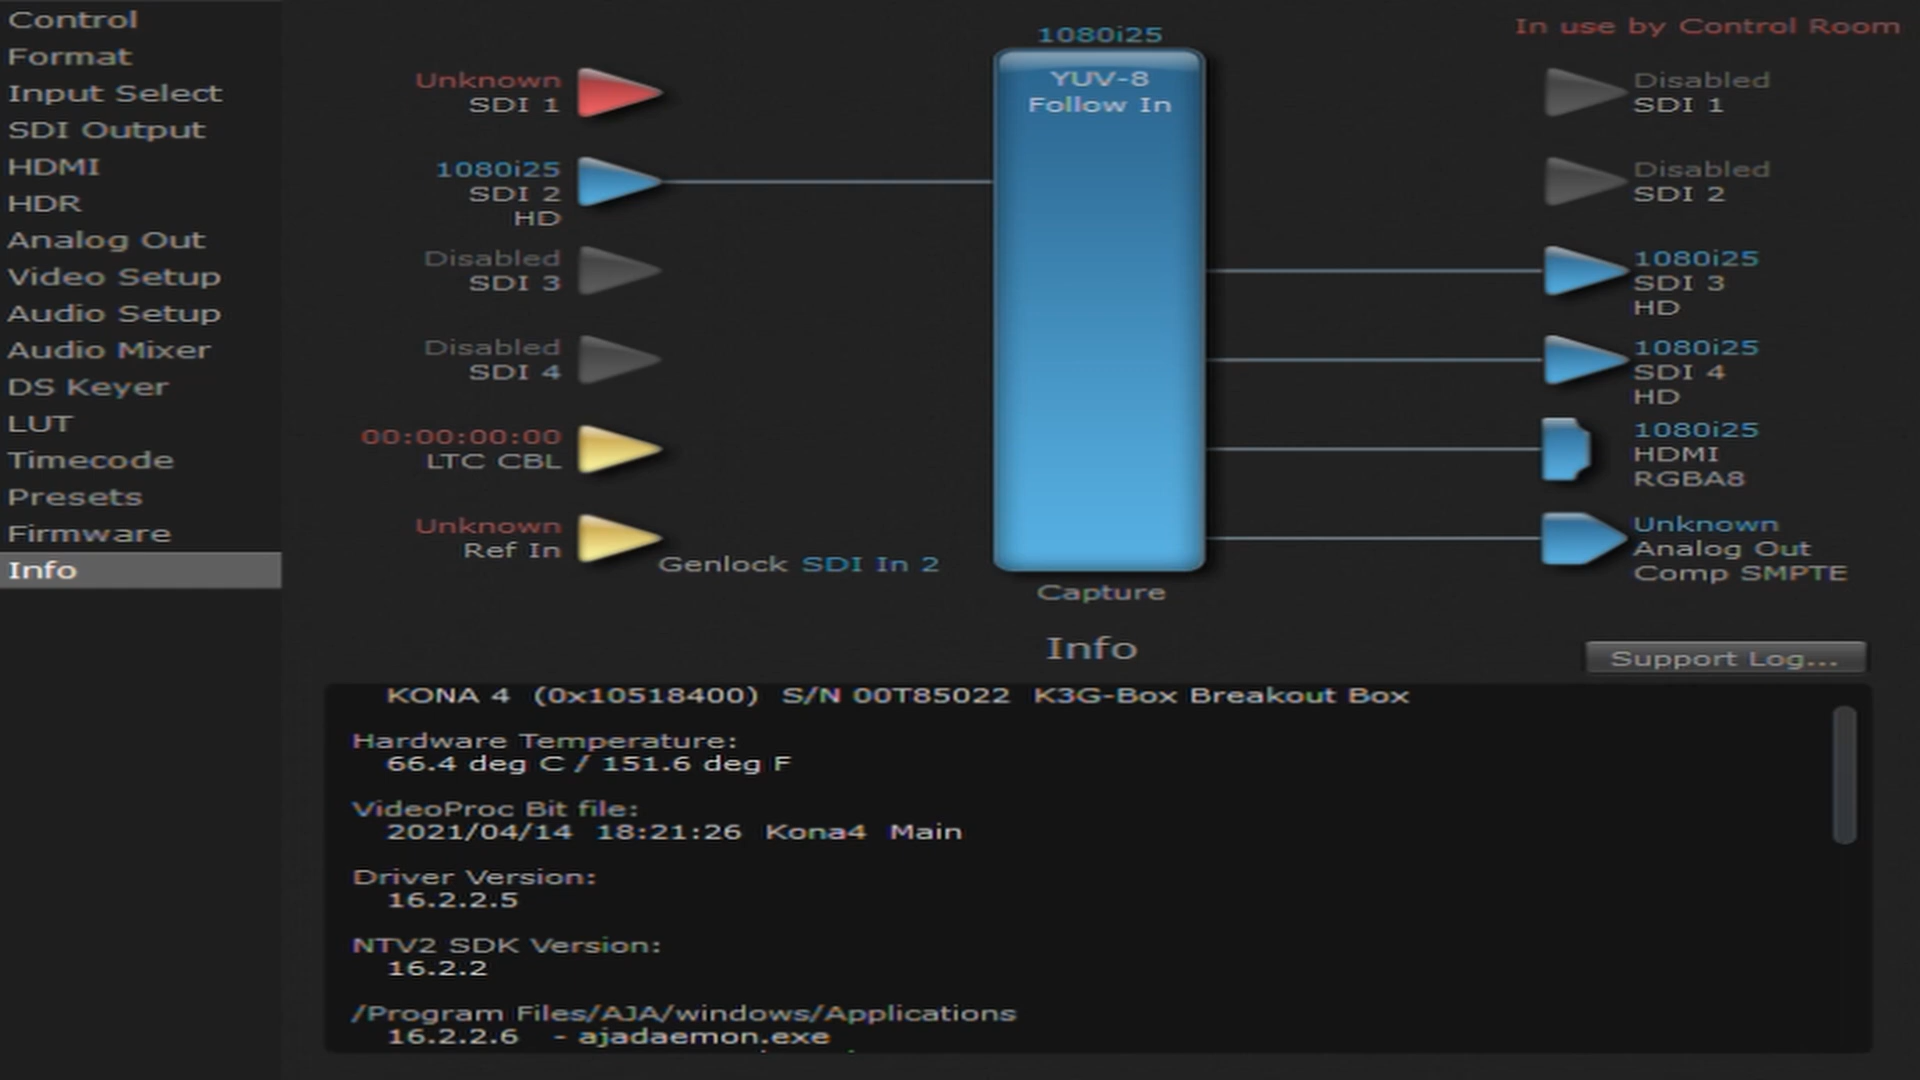 Control
Format
Input Select
SDI Output
HDMI
HDR
Analog Out
Video Setup
Audio Setup
Audio Mixer
DS Keyer
LUT
Timecode
Presets
Firmware
Info
In use by Control Room
Unknown
SDI 1
1080i25
SDI 2
HD
Disabled
SDI 3
Disabled
SDI 4
00:00:00:00
LTC CBL
Unknown
Ref In
Genlock SDI In 2
1080i25
YUV-8
Follow In
Capture
Disabled
SDI 1
Disabled
SDI 2
1080i25
SDI 3
HD
1080i25
SDI 4
HD
1080i25
HDMI
RGBA8
Unknown
Analog Out
Comp SMPTE
Info
Support Log...
KONA 4 (0x10518400) S/N 00T85022 K3G-Box Breakout Box
Hardware Temperature:
66.4 deg C / 151.6 deg F
VideoProc Bit file:
2021/04/14 18:21:26 Kona4 Main
Driver Version:
16.2.2.5
NTV2 SDK Version:
16.2.2
/Program Files/AJA/windows/Applications
16.2.2.6 - ajadaemon.exe